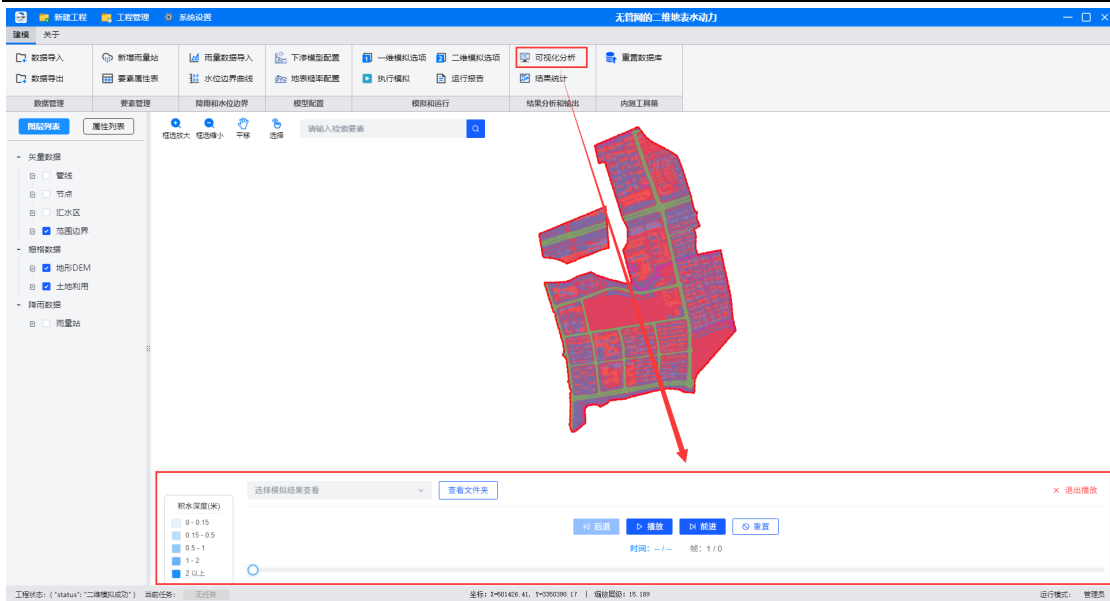 新建工程 工程管理 系统设置 无管网的二维地表水动力
建模 关于
数据导入 新增雨量站 雨量数据导入 下渗模型配置 一维模拟选项 二维模拟选项 可视化分析 重置数据库
数据导出 要素属性表 水位边界曲线 地表糙率配置 执行模拟 运行报告 结果统计
数据管理 要素管理 降雨和水位边界 模型配置 模拟和运行 结果分析和输出 内测工具箱
图层列表 属性列表 框选放大 框选缩小 平移 选择 请输入检索要素
矢量数据
管线
节点
汇水区
范围边界
栅格数据
地形DEM
土地利用
降雨数据
雨量站
选择模拟结果查看 查看文件夹 × 退出播放
积水深度(米)
0 - 0.15
0.15 - 0.5
0.5 - 1
1 - 2
2 以上
后退 播放 前进 重置
时间: -- / -- 帧: 1 / 0
工程状态: {"status": "二维模拟成功"} 当前任务: 无任务 坐标: X=501426.41, Y=3350398.17 | 缩放层级: 15.189 运行模式: 管理员